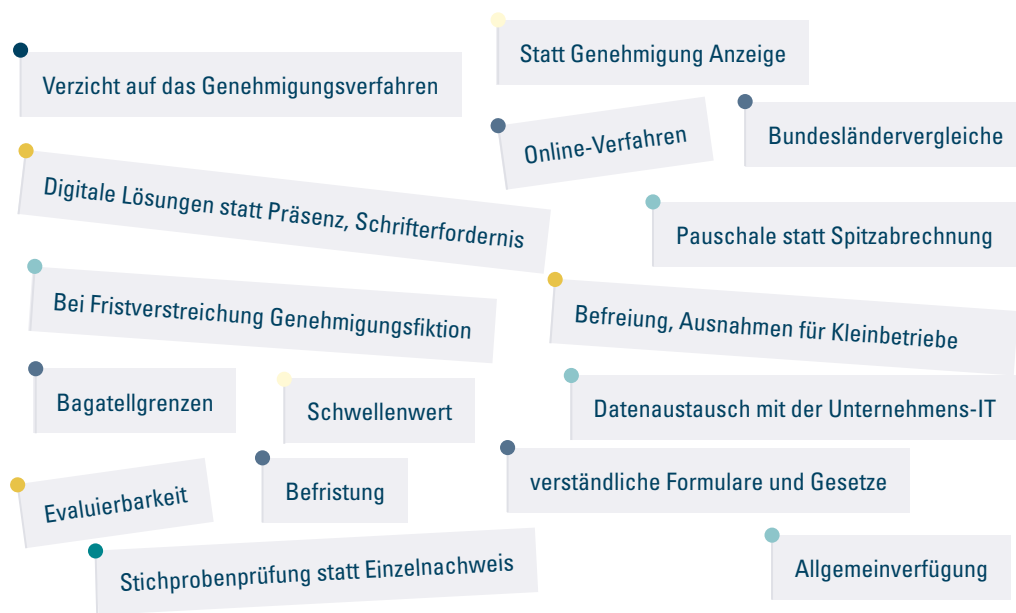 Statt Genehmigung Anzeige
Verzicht auf das Genehmigungsverfahren
Online-Verfahren
Bundesländervergleiche
Digitale Lösungen statt Präsenz, Schrifterfordernis
Pauschale statt Spitzabrechnung
Bei Fristverstreichung Genehmigungsfiktion
Befreiung, Ausnahmen für Kleinbetriebe
Bagatellgrenzen
Schwellenwert
Datenaustausch mit der Unternehmens-IT
Evaluierbarkeit
Befristung
verständliche Formulare und Gesetze
Stichprobenprüfung statt Einzelnachweis
Allgemeinverfügung